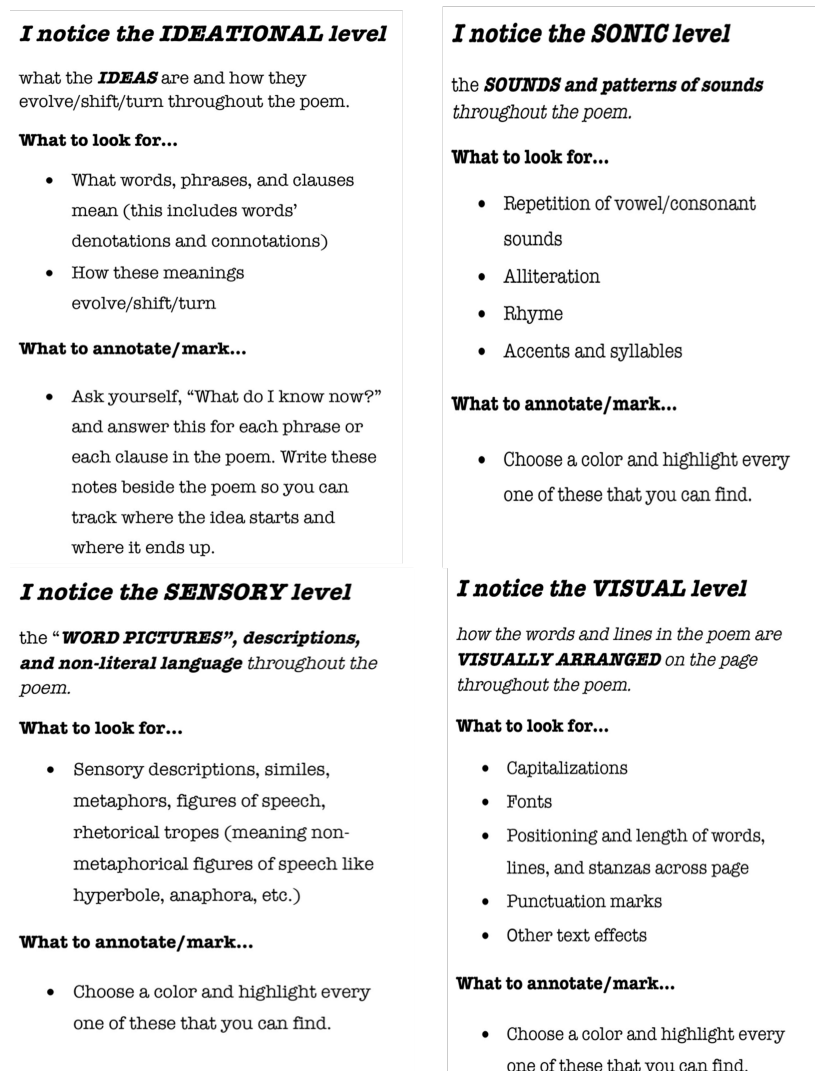 I notice the IDEATIONAL level
what the IDEAS are and how they
evolve/shift/turn throughout the poem.
What to look for...
• What words, phrases, and clauses
mean (this includes words’
denotations and connotations)
• How these meanings
evolve/shift/turn
What to annotate/mark...
• Ask yourself, “What do I know now?”
and answer this for each phrase or
each clause in the poem. Write these
notes beside the poem so you can
track where the idea starts and
where it ends up.
I notice the SONIC level
the SOUNDS and patterns of sounds
throughout the poem.
What to look for...
• Repetition of vowel/consonant
sounds
• Alliteration
• Rhyme
• Accents and syllables
What to annotate/mark...
• Choose a color and highlight every
one of these that you can find.
I notice the SENSORY level
the “WORD PICTURES”, descriptions,
and non-literal language throughout the
poem.
What to look for...
• Sensory descriptions, similes,
metaphors, figures of speech,
rhetorical tropes (meaning non-
metaphorical figures of speech like
hyperbole, anaphora, etc.)
What to annotate/mark...
• Choose a color and highlight every
one of these that you can find.
I notice the VISUAL level
how the words and lines in the poem are
VISUALLY ARRANGED on the page
throughout the poem.
What to look for...
• Capitalizations
• Fonts
• Positioning and length of words,
lines, and stanzas across page
• Punctuation marks
• Other text effects
What to annotate/mark...
• Choose a color and highlight every
one of these that you can find.